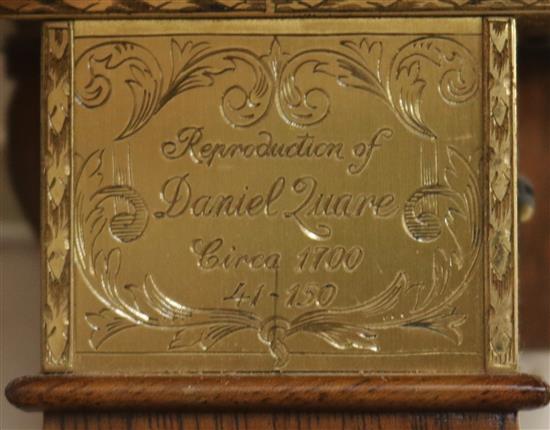 Reproduction of
Daniel Quare
Circa 1700
41-150